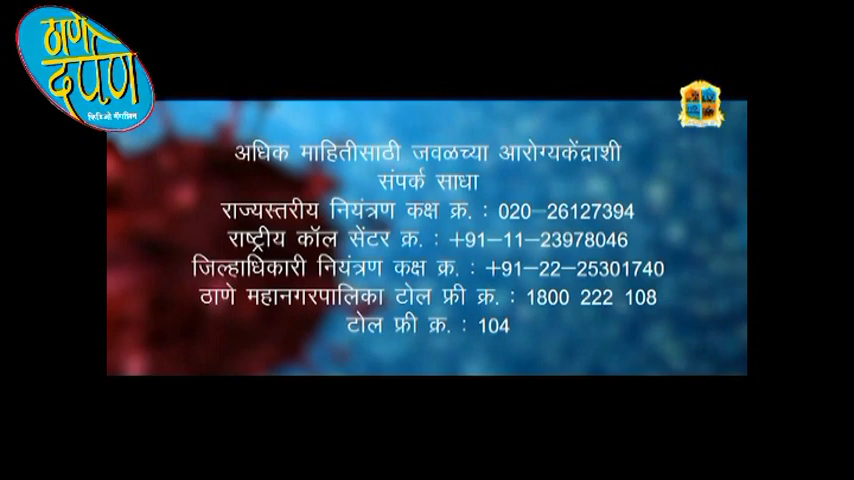 ठाणे
दर्पण
व्हिडिओ मॅगझिन
अधिक माहितीसाठी जवळच्या आरोग्यकेंद्राशी
संपर्क साधा
राज्यस्तरीय नियंत्रण कक्ष क्र. : 020-26127394
राष्ट्रीय कॉल सेंटर क्र. : +91-11-23978046
जिल्हाधिकारी नियंत्रण कक्ष क्र. : +91-22-25301740
ठाणे महानगरपालिका टोल फ्री क्र. : 1800 222 108
टोल फ्री क्र. : 104